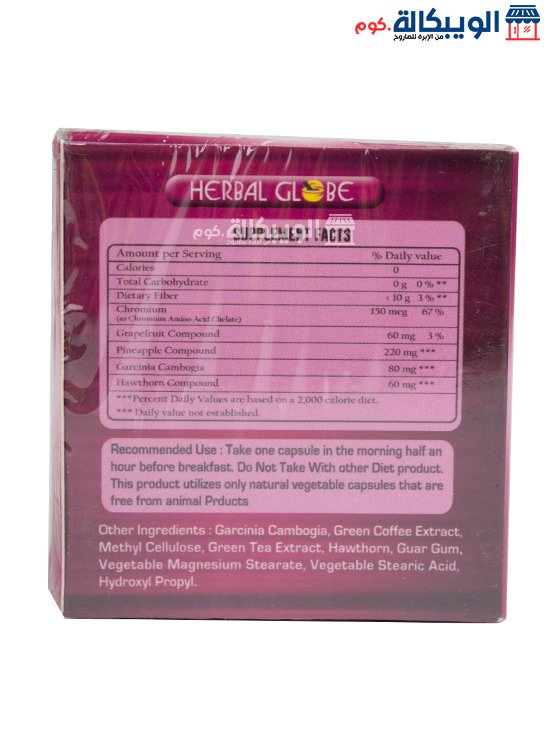 الويبكالة.كوم
من الإبرة للصاروخ
HERBAL GLOBE
الويبكالة.كوم
SUPPLEMENT FACTS
Amount per Serving % Daily value
Calories 0
Total Carbohydrate 0 g 0 % **
Dietary Fiber ‹ 10 g 3 % **
Chromium 150 mcg 67 %
(as Chromium Amino Acid Chelate)
Grapefruit Compound 60 mg 3 %
Pineapple Compound 220 mg ***
Garcinia Cambogia 80 mg ***
Hawthorn Compound 60 mg ***
***Percent Daily Values are based on a 2,000 calorie diet.
*** Daily value not established.
Recommended Use : Take one capsule in the morning half an
hour before breakfast. Do Not Take With other Diet product.
This product utilizes only natural vegetable capsules that are
free from animal Prducts
Other Ingredients : Garcinia Cambogia, Green Coffee Extract,
Methyl Cellulose, Green Tea Extract, Hawthorn, Guar Gum,
Vegetable Magnesium Stearate, Vegetable Stearic Acid,
Hydroxyl Propyl.